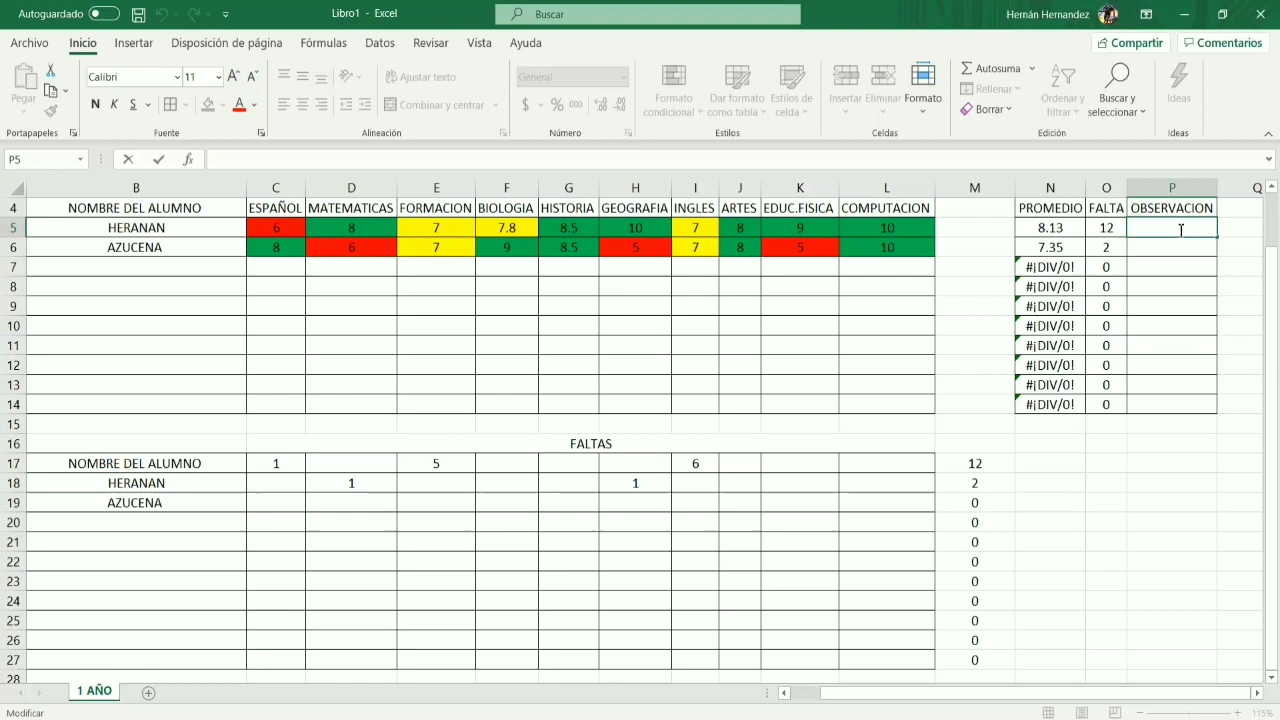 Autoguardado
Libro1 - Excel
Buscar
Hernán Hernandez
Archivo Inicio Insertar Disposición de página Fórmulas Datos Revisar Vista Ayuda
Compartir
Comentarios
Pegar
Calibri 11
N K S
Ajustar texto
Combinar y centrar
General
$ % 000
Formato condicional
Dar formato como tabla
Estilos de celda
Insertar Eliminar Formato
Autosuma
Rellenar
Borrar
Ordenar y filtrar
Buscar y seleccionar
Ideas
Portapapeles Fuente Alineación Número Estilos Celdas Edición Ideas
P5 fx
B C D E F G H I J K L M N O P Q
4 NOMBRE DEL ALUMNO ESPAÑOL MATEMATICAS FORMACION BIOLOGIA HISTORIA GEOGRAFIA INGLES ARTES EDUC.FISICA COMPUTACION PROMEDIO FALTA OBSERVACION
5 HERANAN 6 8 7 7.8 8.5 10 7 8 9 10 8.13 12
6 AZUCENA 8 6 7 9 8.5 5 7 8 5 10 7.35 2
7 #¡DIV/0! 0
8 #¡DIV/0! 0
9 #¡DIV/0! 0
10 #¡DIV/0! 0
11 #¡DIV/0! 0
12 #¡DIV/0! 0
13 #¡DIV/0! 0
14 #¡DIV/0! 0
15
16 FALTAS
17 NOMBRE DEL ALUMNO 1 5 6 12
18 HERANAN 1 1 2
19 AZUCENA 0
20 0
21 0
22 0
23 0
24 0
25 0
26 0
27 0
28
1 AÑO
Modificar
115%